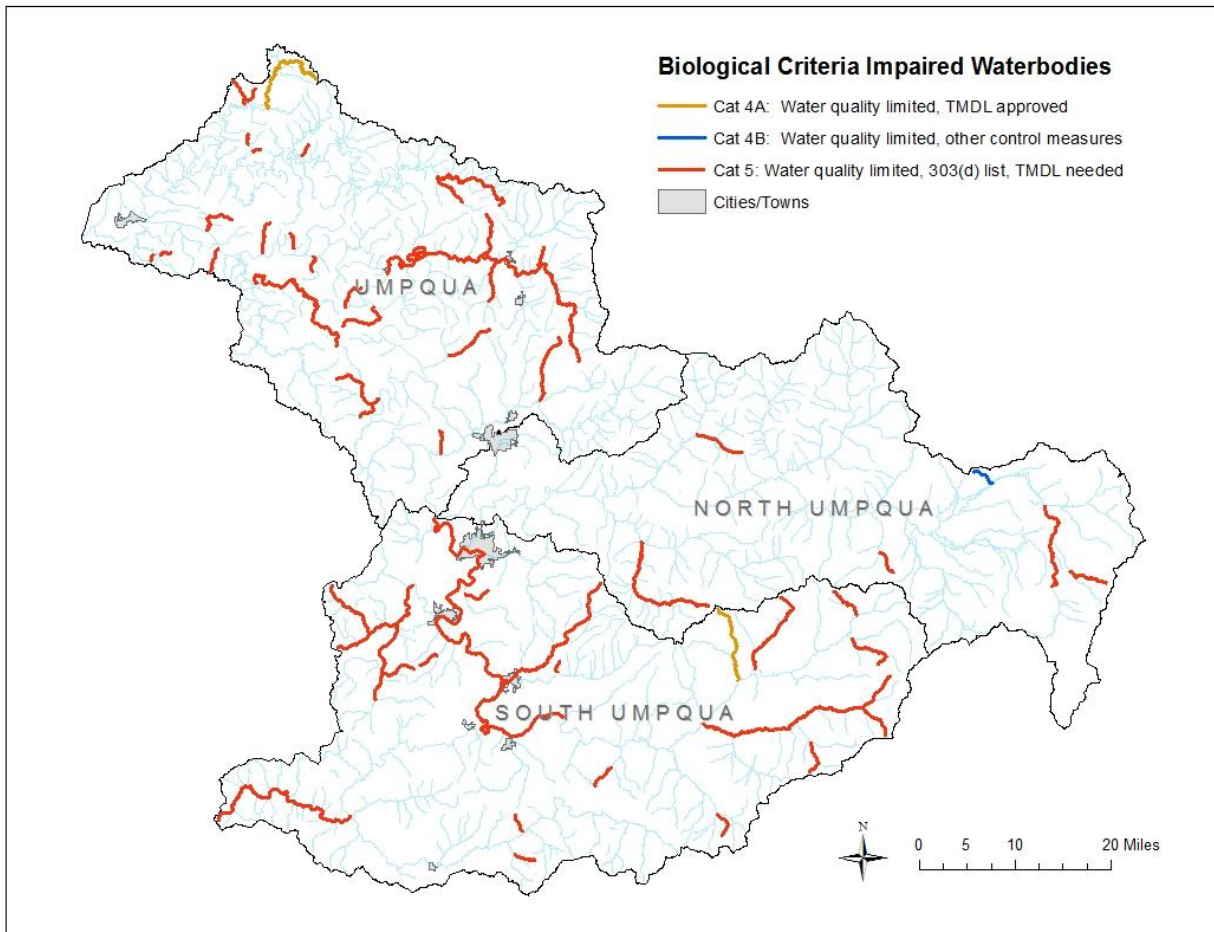 Biological Criteria Impaired Waterbodies
Cat 4A: Water quality limited, TMDL approved
Cat 4B: Water quality limited, other control measures
Cat 5: Water quality limited, 303(d) list, TMDL needed
Cities/Towns
UMPQUA
NORTH UMPQUA
SOUTH UMPQUA
N
0 5 10 20 Miles